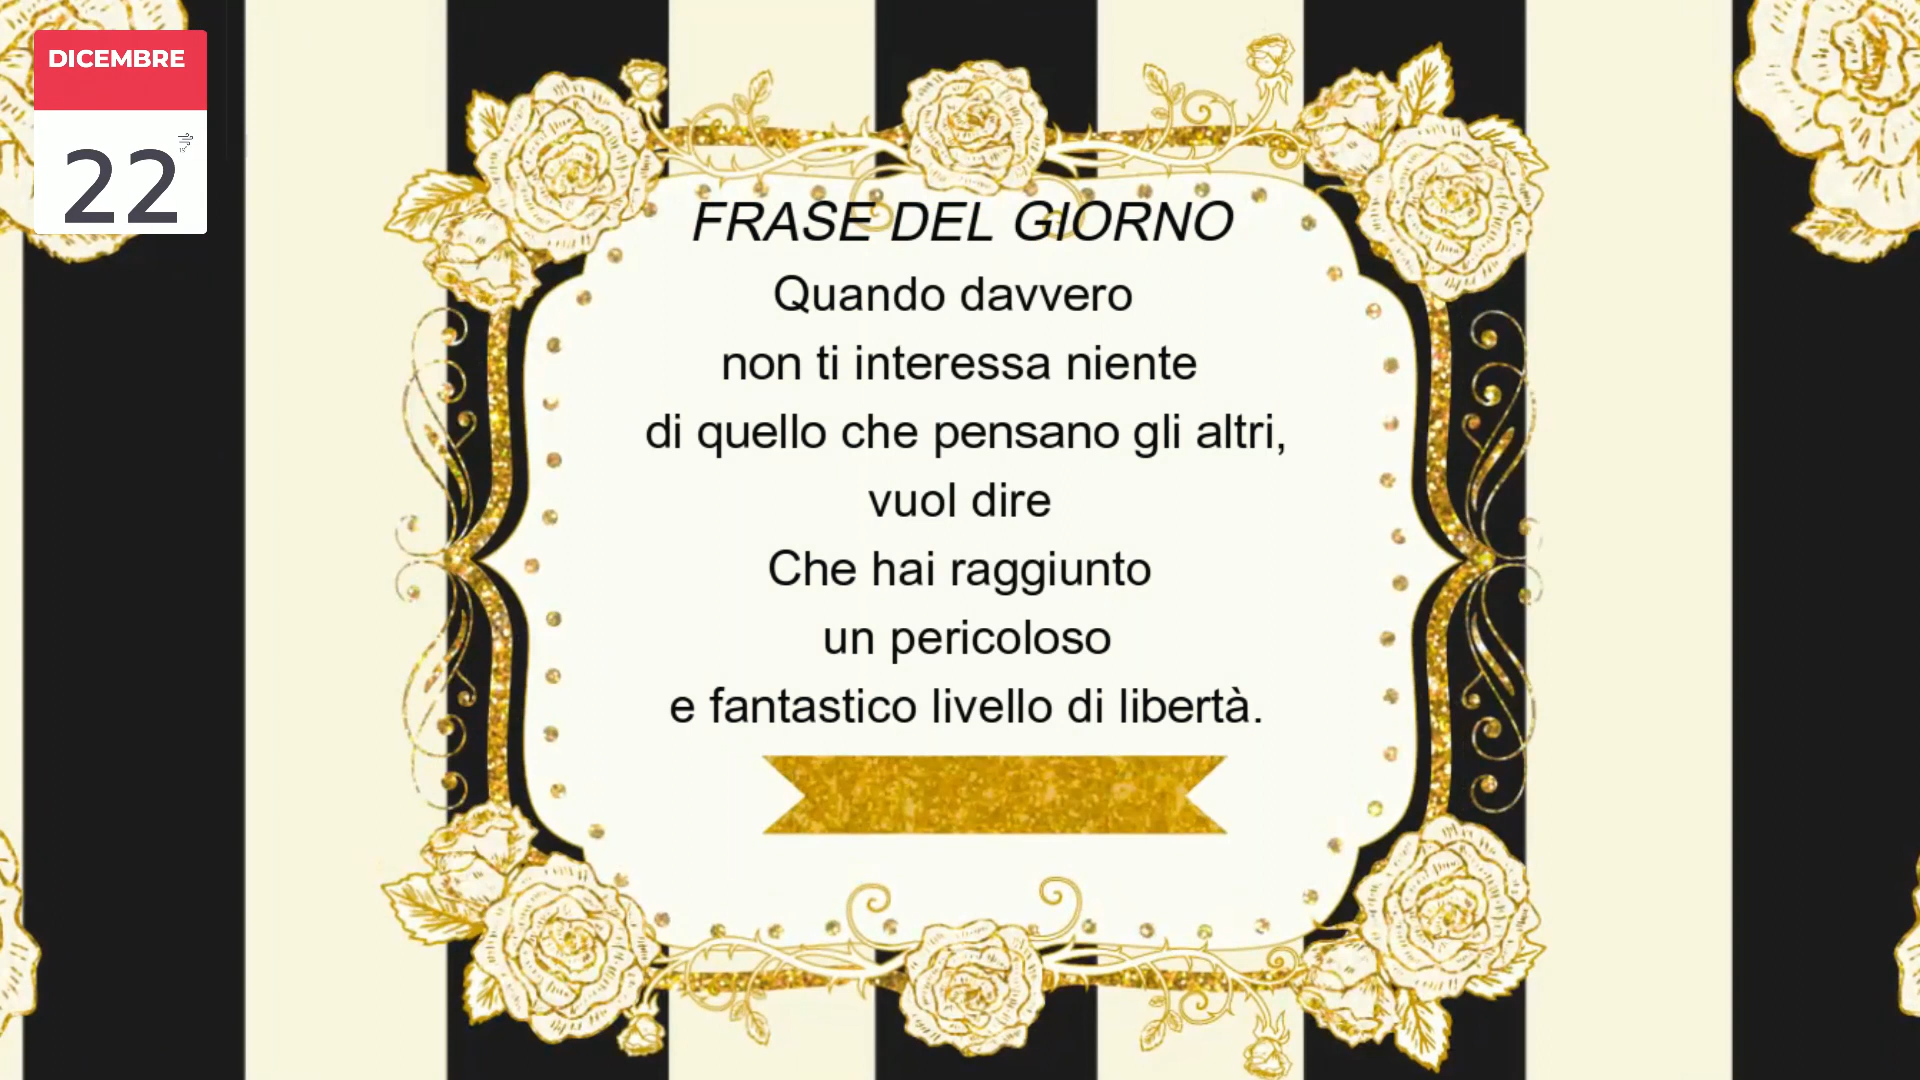 DICEMBRE
22
FRASE DEL GIORNO
Quando davvero
non ti interessa niente
di quello che pensano gli altri,
vuol dire
Che hai raggiunto
un pericoloso
e fantastico livello di libertà.